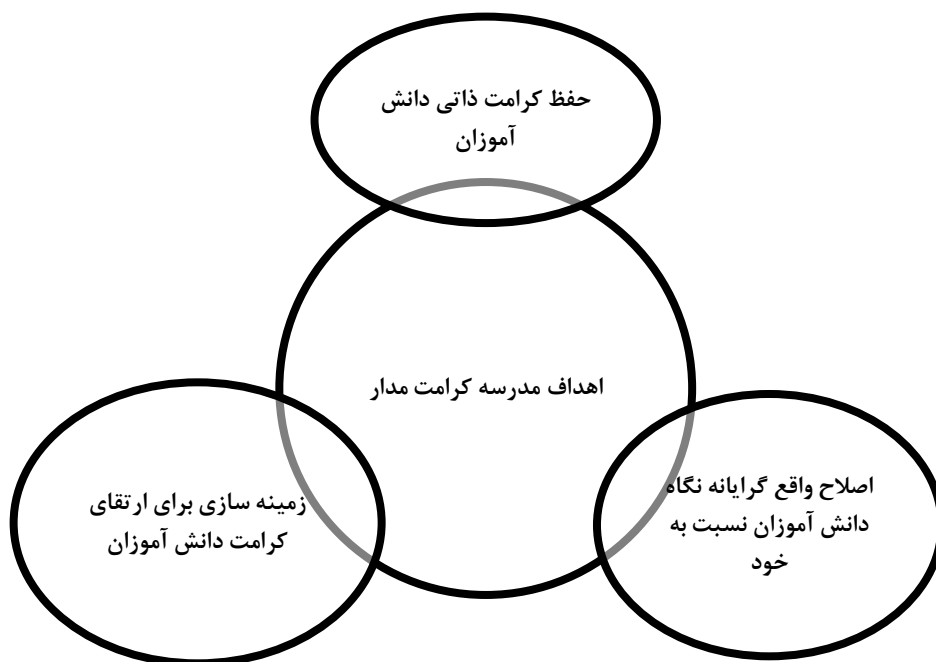 حفظ کرامت ذاتی دانش
آموزان
اهداف مدرسه کرامت مدار
اصلاح واقع گرایانه نگاه
دانش آموزان نسبت به
خود
زمینه سازی برای ارتقای
کرامت دانش آموزان